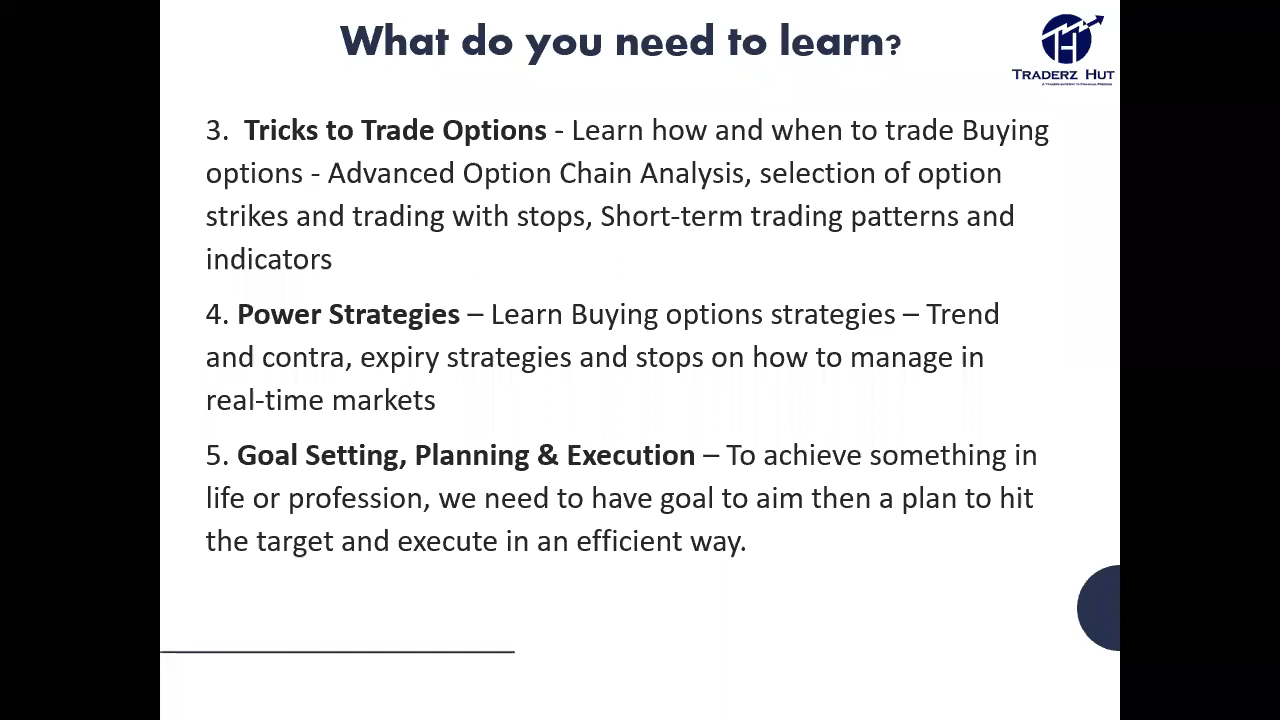 What do you need to learn?
TRADERZ HUT
3. Tricks to Trade Options - Learn how and when to trade Buying
options - Advanced Option Chain Analysis, selection of option
strikes and trading with stops, Short-term trading patterns and
indicators
4. Power Strategies – Learn Buying options strategies – Trend
and contra, expiry strategies and stops on how to manage in
real-time markets
5. Goal Setting, Planning & Execution – To achieve something in
life or profession, we need to have goal to aim then a plan to hit
the target and execute in an efficient way.